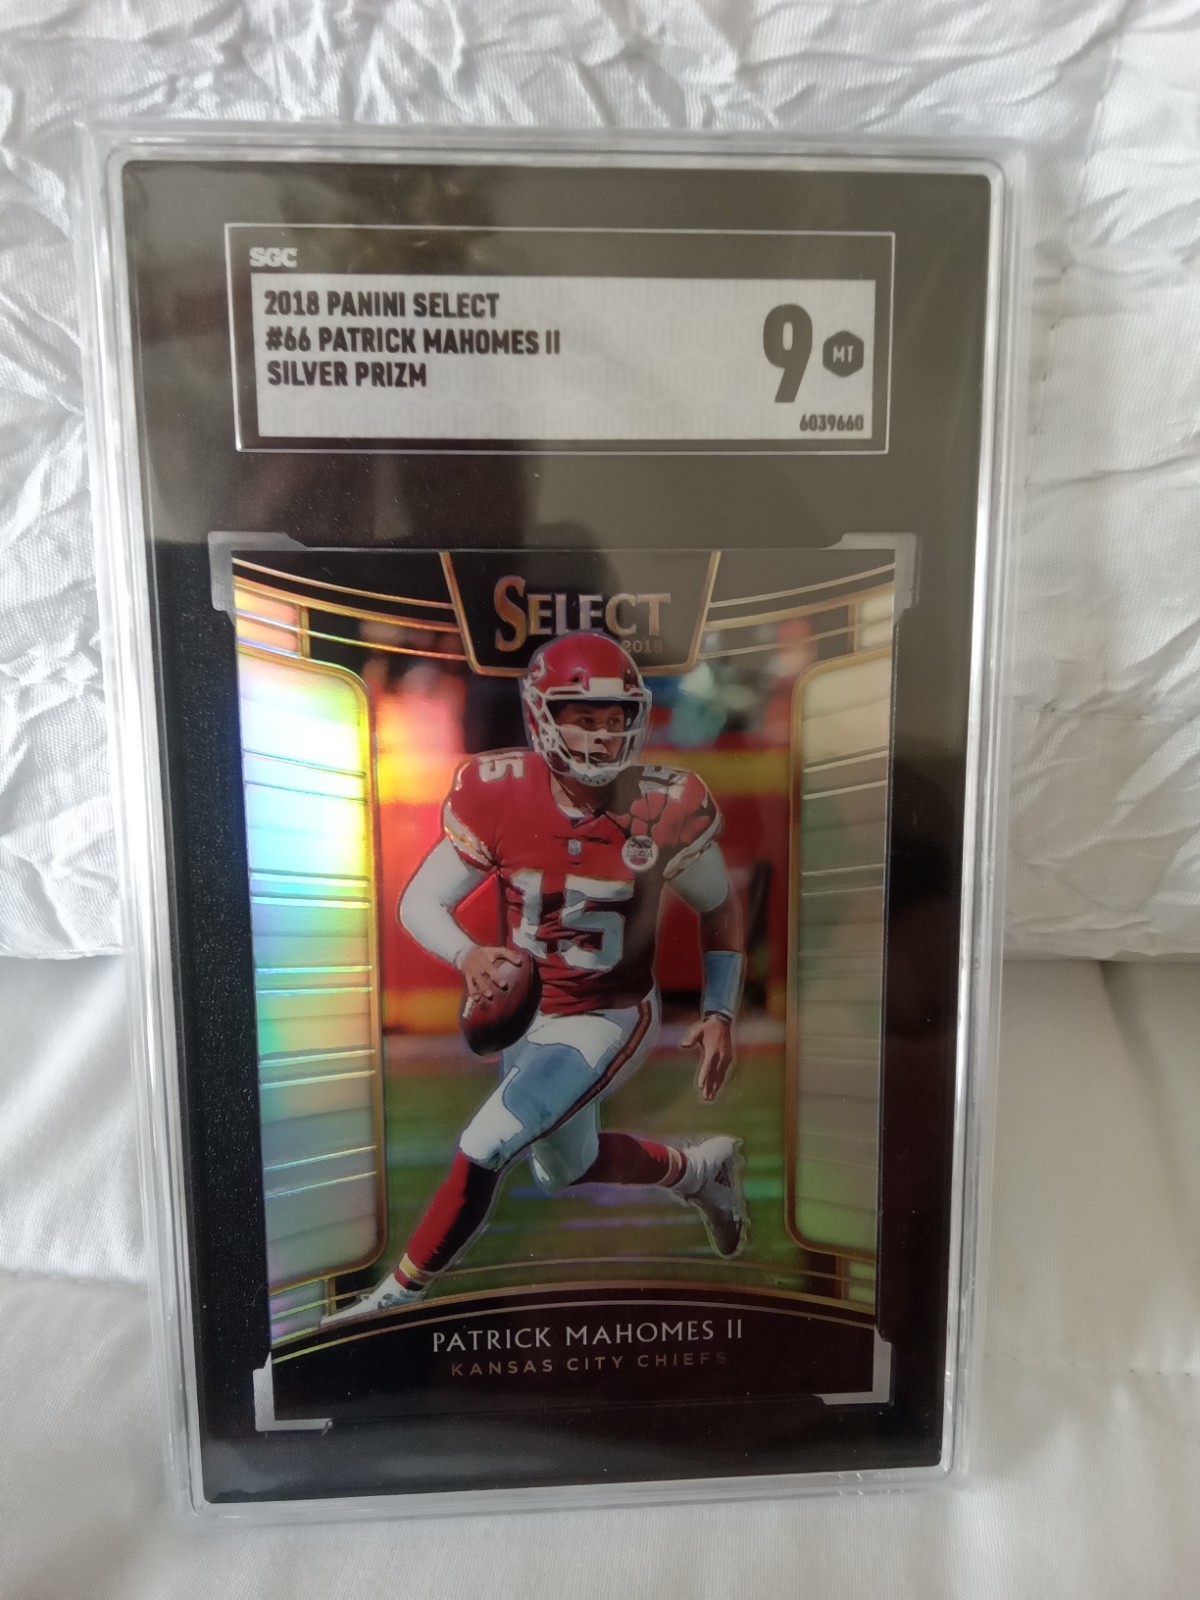 SGC
2018 PANINI SELECT
#66 PATRICK MAHOMES II
SILVER PRIZM
9 MT
6039660
SELECT
2018
15
15
15
PATRICK MAHOMES II
KANSAS CITY CHIEFS